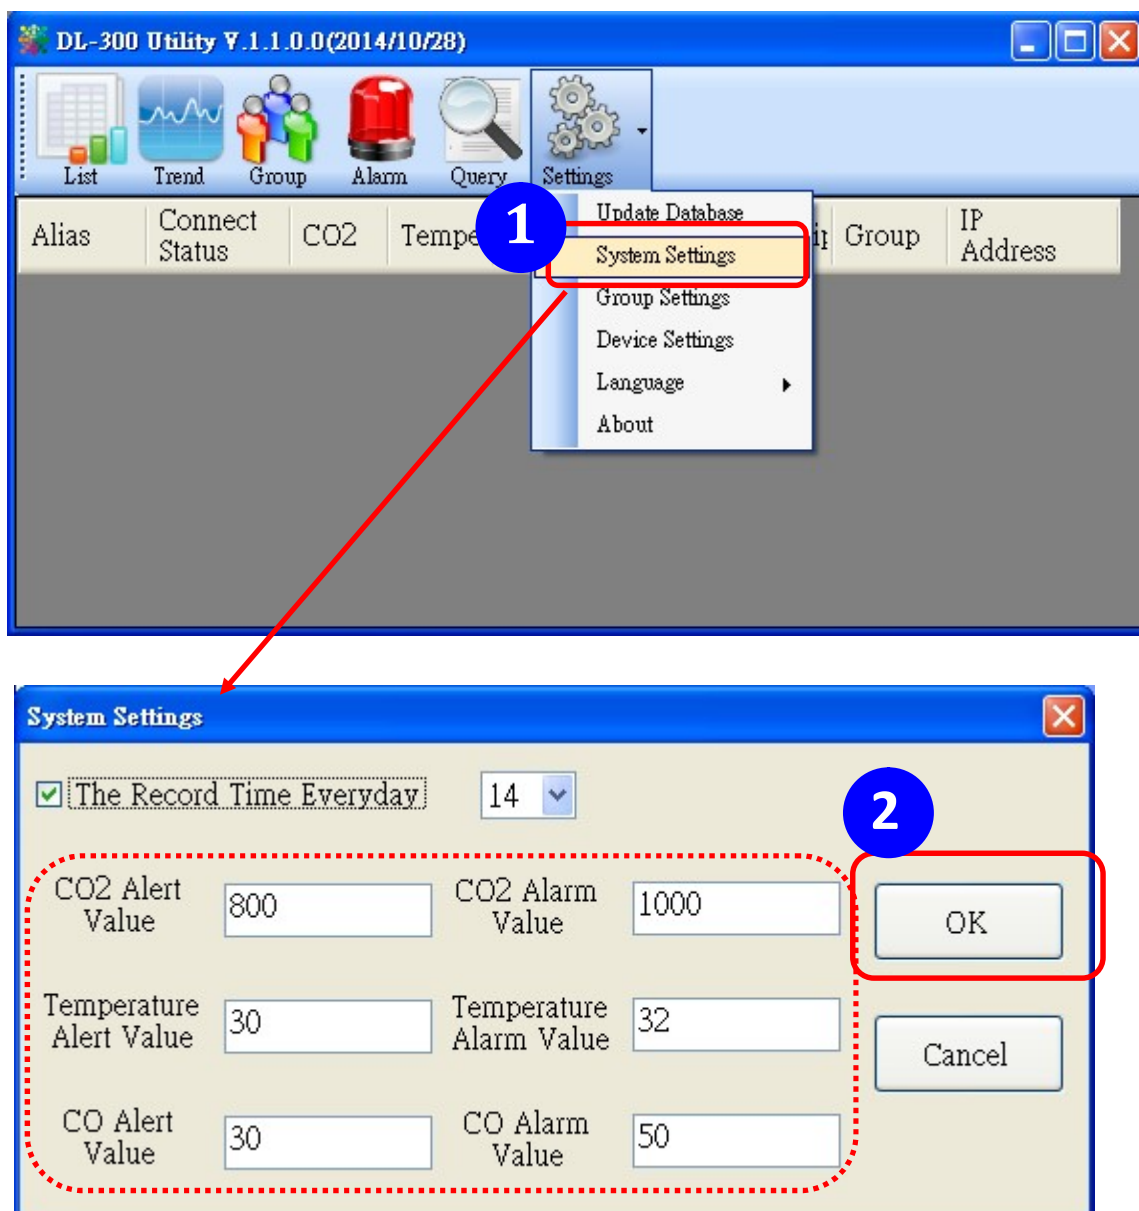 DL-300 Utility V.1.1.0.0(2014/10/28)
List Trend Group Alarm Query Settings
Alias Connect Status CO2 Group IP Address
1
Update Database
System Settings
Group Settings
Device Settings
Language
About
System Settings
The Record Time Everyday 14
2
CO2 Alert Value 800 CO2 Alarm Value 1000
OK
Temperature Alert Value 30 Temperature Alarm Value 32
Cancel
CO Alert Value 30 CO Alarm Value 50